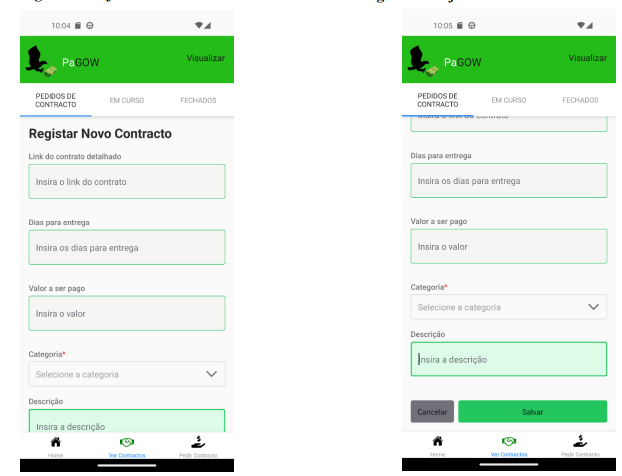 10:04
PaGOW
Visualizar
PEDIDOS DE
CONTRACTO
EM CURSO
FECHADOS
Registar Novo Contracto
Link do contrato detalhado
Insira o link do contrato
Dias para entrega
Insira os dias para entrega
Valor a ser pago
Insira o valor
Categoria*
Selecione a categoria
Descrição
Insira a descrição
Home
Ver Contractos
Pedir Contracto
10:05
PaGOW
Visualizar
PEDIDOS DE
CONTRACTO
EM CURSO
FECHADOS
Insira o link do contrato
Dias para entrega
Insira os dias para entrega
Valor a ser pago
Insira o valor
Categoria*
Selecione a categoria
Descrição
Insira a descrição
Cancelar
Salvar
Home
Ver Contractos
Pedir Contracto